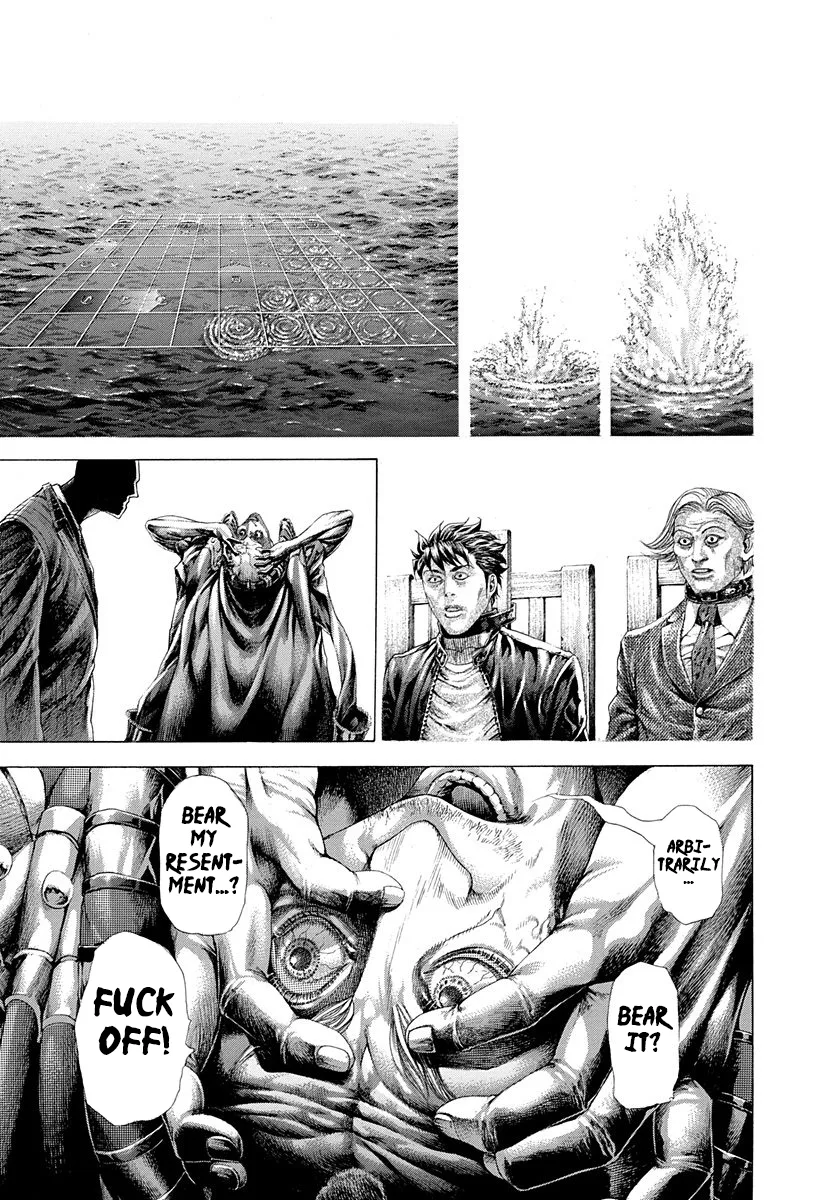 ARBI-
TRARILY
...
BEAR
IT?
BEAR
MY
RESENT-
MENT...?
FUCK
OFF!